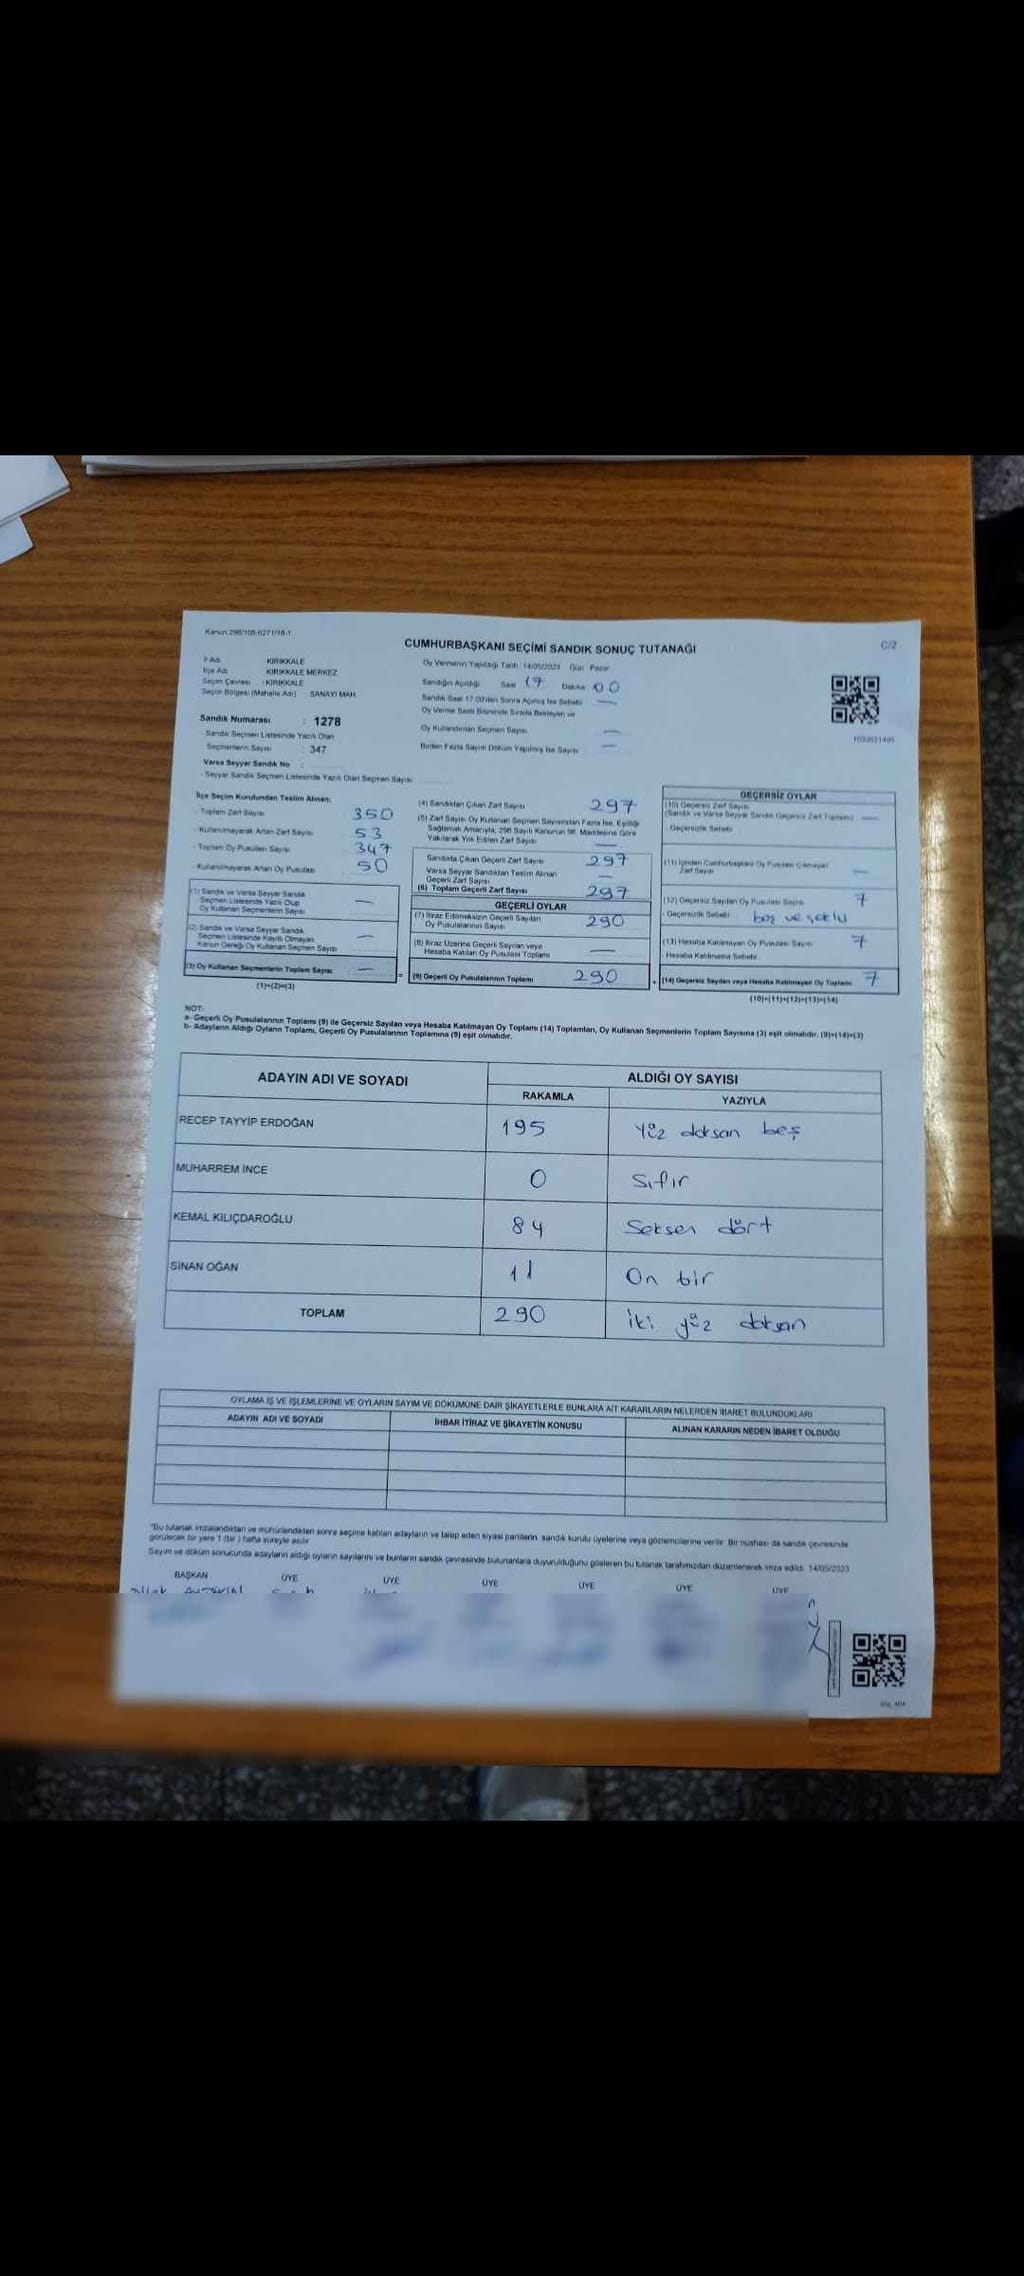 Kanun:298/105.6271/18-1
C/2
CUMHURBAŞKANI SEÇİMİ SANDIK SONUÇ TUTANAĞI
İl Adı KIRIKKALE
İlçe Adı KIRIKKALE MERKEZ
Seçim Çevresi : KIRIKKALE
Seçim Bölgesi (Mahalle Adı) : SANAYİ MAH
Sandık Numarası : 1278
Sandık Seçmen Listesinde Yazılı Olan
Seçmenlerin Sayısı : 347
Varsa Seyyar Sandık No :
- Seyyar Sandık Seçmen Listesinde Yazılı Olan Seçmen Sayısı
Oy Vermenin Yapıldığı Tarih :14/05/2023 Gün : Pazar
Sandığın Açıldığı Saat 17 Dakika 00
Sandık Saat 17.00'den Sonra Açılmış İse Sebebi —
Oy Verme Saati Bitiminde Sırada Bekleyen ve
Oy Kullandırılan Seçmen Sayısı —
Birden Fazla Sayım Döküm Yapılmış İse Sayısı —
İlçe Seçim Kurulundan Teslim Alınan;
- Toplam Zarf Sayısı 350
- Kullanılmayarak Artan Zarf Sayısı 53
- Toplam Oy Pusulası Sayısı 347
- Kullanılmayarak Artan Oy Pusulası 50
(1) Sandık ve Varsa Seyyar Sandık
Seçmen Listesinde Yazılı Olup
Oy Kullanan Seçmenlerin Sayısı —
(2) Sandık ve Varsa Seyyar Sandık
Seçmen Listesinde Kayıtlı Olmayan
Kanun Gereği Oy Kullanan Seçmen Sayısı —
(3) Oy Kullanan Seçmenlerin Toplam Sayısı —
(1)+(2)=(3)
(4) Sandıktan Çıkan Zarf Sayısı 297
(5) Zarf Sayısı Oy Kullanan Seçmen Sayısından Fazla İse, Eşitliği
Sağlamak Amacıyla, 298 Sayılı Kanunun 98. Maddesine Göre
Yakılarak Yok Edilen Zarf Sayısı —
Sandıkta Çıkan Geçerli Zarf Sayısı 297
Varsa Seyyar Sandıktan Teslim Alınan
Geçerli Zarf Sayısı —
(6) Toplam Geçerli Zarf Sayısı 297
GEÇERLİ OYLAR
(7) İtiraz Edilmeksizin Geçerli Sayılan
Oy Pusulalarının Sayısı 290
(8) İtiraz Üzerine Geçerli Sayılan veya
Hesaba Katılan Oy Pusulası Toplamı —
(9) Geçerli Oy Pusulalarının Toplamı 290
GEÇERSİZ OYLAR
(10) Geçersiz Zarf Sayısı
(Sandık ve Varsa Seyyar Sandık Geçersiz Zarf Toplamı) —
Geçersizlik Sebebi
(11) İçinden Cumhurbaşkanı Oy Pusulası Çıkmayan
Zarf Sayısı —
(12) Geçersiz Sayılan Oy Pusulası Sayısı 7
- Geçersizlik Sebebi boş ve
(13) Hesaba Katılmayan Oy Pusulası Sayısı 7
- Hesaba Katılmama Sebebi
(14) Geçersiz Sayılan veya Hesaba Katılmayan Oy Toplamı 7
(10)+(11)+(12)+(13)=(14)
NOT:
a- Geçerli Oy Pusulalarının Toplamı (9) ile Geçersiz Sayılan veya Hesaba Katılmayan Oy Toplamı (14) Toplamları, Oy Kullanan Seçmenlerin Toplam Sayısına (3) eşit olmalıdır. (9)+(14)=(3)
b- Adayların Aldığı Oyların Toplamı, Geçerli Oy Pusulalarının Toplamına (9) eşit olmalıdır.
ADAYIN ADI VE SOYADI
ALDIĞI OY SAYISI
RAKAMLA YAZIYLA
RECEP TAYYİP ERDOĞAN 195 Yüz doksan beş
MUHARREM İNCE 0 Sıfır
KEMAL KILIÇDAROĞLU 84 Seksen dört
SİNAN OĞAN 11 On bir
TOPLAM 290 iki yüz doksan
OYLAMA İŞ VE İŞLEMLERİNE VE OYLARIN SAYIM VE DÖKÜMÜNE DAİR ŞİKAYETLERLE BUNLARA AİT KARARLARIN NELERDEN İBARET BULUNDUKLARI
ADAYIN ADI VE SOYADI İHBAR İTİRAZ VE ŞİKAYETİN KONUSU ALINAN KARARIN NEDEN İBARET OLDUĞU
"Bu tutanak imzalandıktan ve mühürlendikten sonra seçime katılan adayların ve talep eden siyasi partilerin sandık kurulu üyelerine veya gözlemcilerine verilir. Bir nüshası da sandık çevresinde
görülecek bir yere 1 (bir) hafta süreyle asılır.
Sayım ve döküm sonucunda adayların aldığı oyların sayılarını ve bunların sandık çevresinde bulunanlara duyurulduğunu gösteren bu tutanak tarafımızdan düzenlenerek imza edildi. 14/05/2023
BAŞKAN ÜYE ÜYE ÜYE ÜYE ÜYE ÜYE